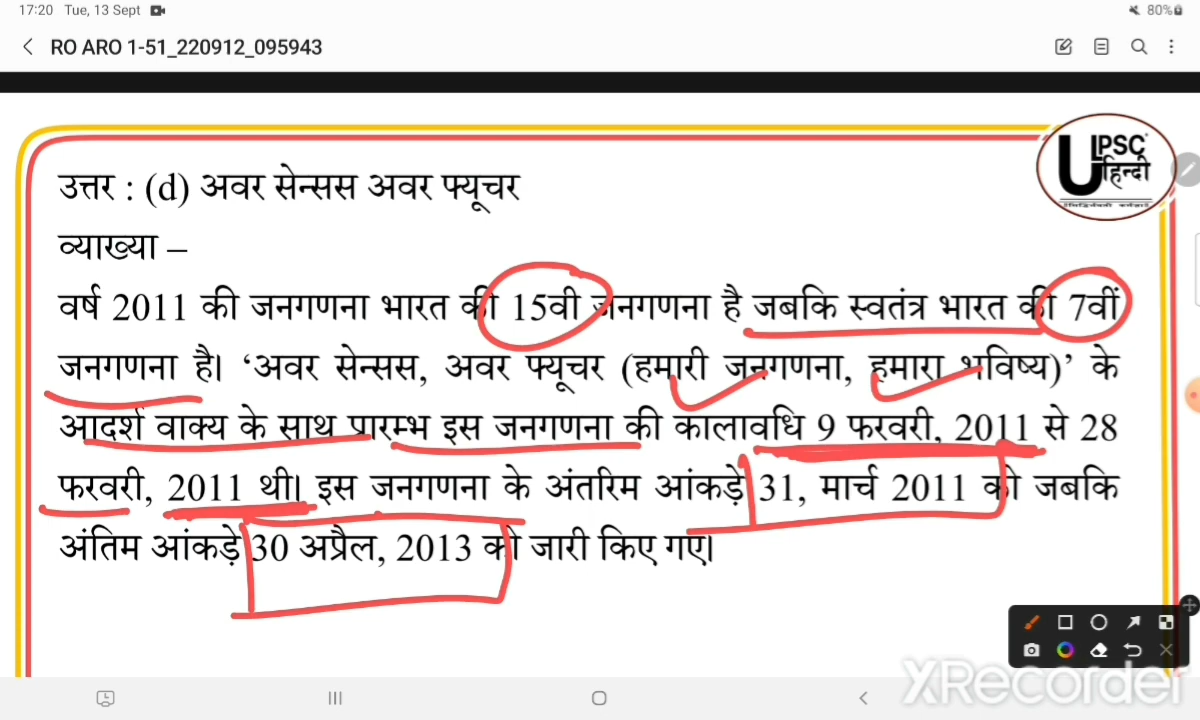 17:20 Tue, 13 Sept
80%
RO ARO 1-51_220912_095943
UPSC
हिन्दी
उत्तर : (d) अवर सेन्सस अवर फ्यूचर
व्याख्या –
वर्ष 2011 की जनगणना भारत की 15वी जनगणना है जबकि स्वतंत्र भारत की 7वीं
जनगणना है। ‘अवर सेन्सस, अवर फ्यूचर (हमारी जनगणना, हमारा भविष्य)’ के
आदर्श वाक्य के साथ प्रारम्भ इस जनगणना की कालावधि 9 फरवरी, 2011 से 28
फरवरी, 2011 थी। इस जनगणना के अंतरिम आंकड़े 31, मार्च 2011 को जबकि
अंतिम आंकड़े 30 अप्रैल, 2013 को जारी किए गए।
XRecorder